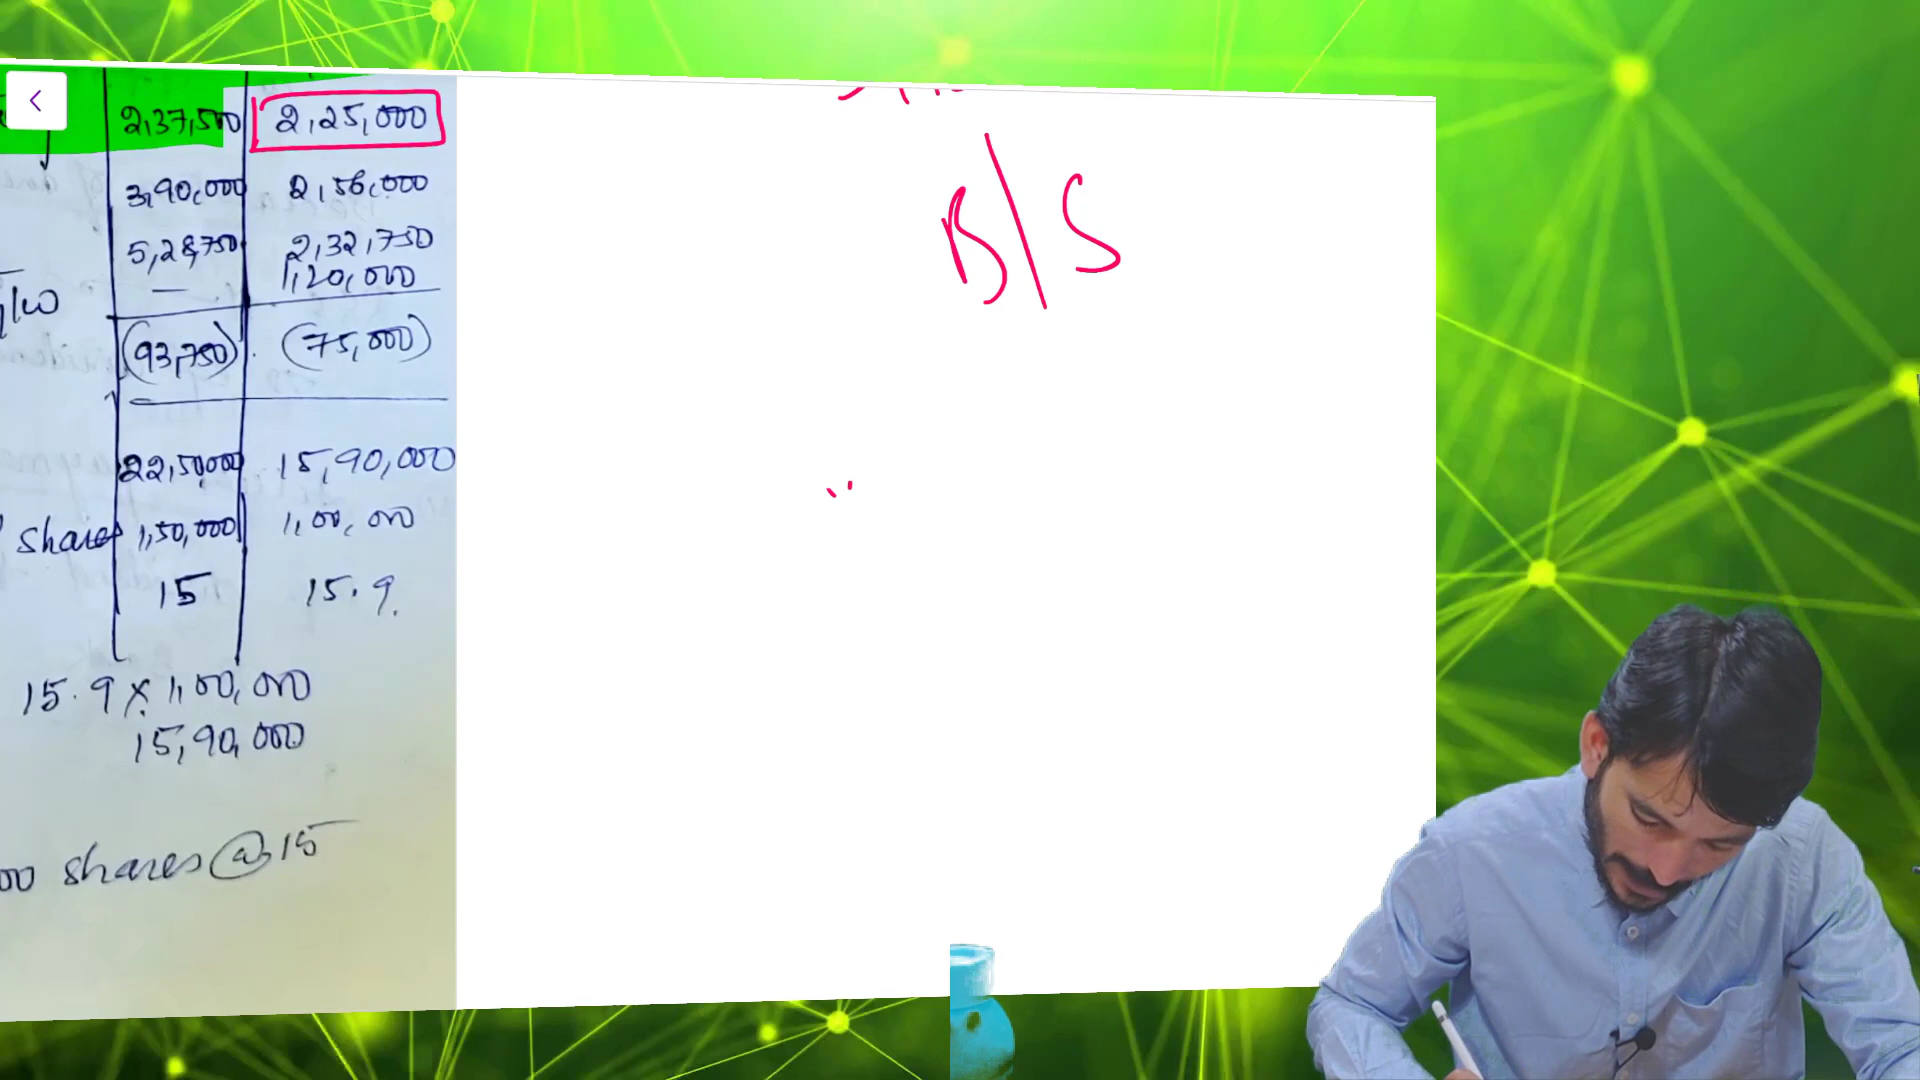 2,37,500 2,25,000
3,90,000 2,56,000
5,28,750 2,32,750
— 1,20,000
(93,750) (75,000)
22,50,000 15,90,000
shares 1,50,000 1,00,000
15 15.9
15.9 × 1,00,000
15,90,000
00 shares @ 15
B/S